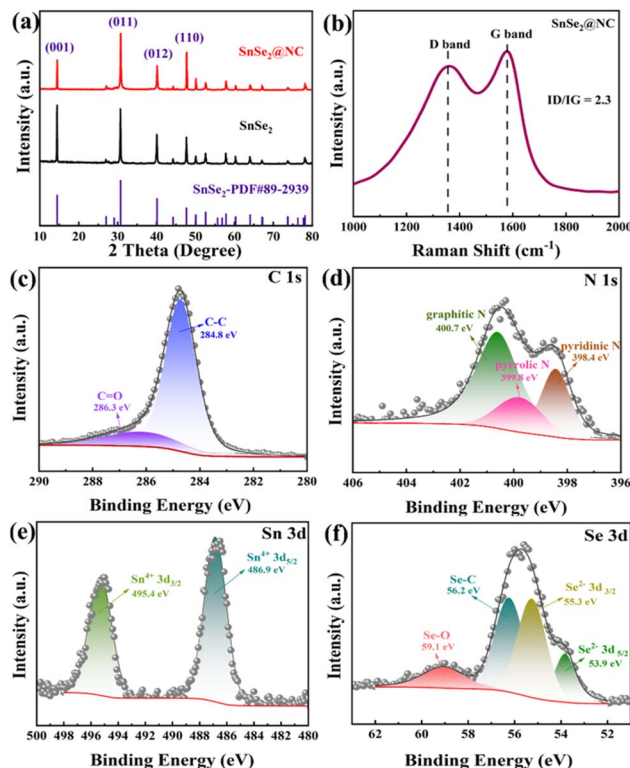 (a)
(001)
(011)
(012)
(110)
SnSe₂@NC
SnSe₂
SnSe₂-PDF#89-2939
Intensity (a.u.)
10 20 30 40 50 60 70 80
2 Theta (Degree)
(b)
SnSe₂@NC
D band
G band
ID/IG = 2.3
Intensity (a.u.)
1000 1200 1400 1600 1800 2000
Raman Shift (cm⁻¹)
(c)
C 1s
C-C
284.8 eV
C=O
286.3 eV
Intensity (a.u.)
290 288 286 284 282 280
Binding Energy (eV)
(d)
N 1s
graphitic N
400.7 eV
pyrrolic N
399.8 eV
pyridinic N
398.4 eV
Intensity (a.u.)
406 404 402 400 398 396
Binding Energy (eV)
(e)
Sn 3d
Sn⁴⁺ 3d₃/₂
495.4 eV
Sn⁴⁺ 3d₅/₂
486.9 eV
Intensity (a.u.)
500 498 496 494 492 490 488 486 484 482 480
Binding Energy (eV)
(f)
Se 3d
Se-C
56.2 eV
Se²⁻ 3d₃/₂
55.3 eV
Se-O
59.1 eV
Se²⁻ 3d₅/₂
53.9 eV
Intensity (a.u.)
62 60 58 56 54 52
Binding Energy (eV)